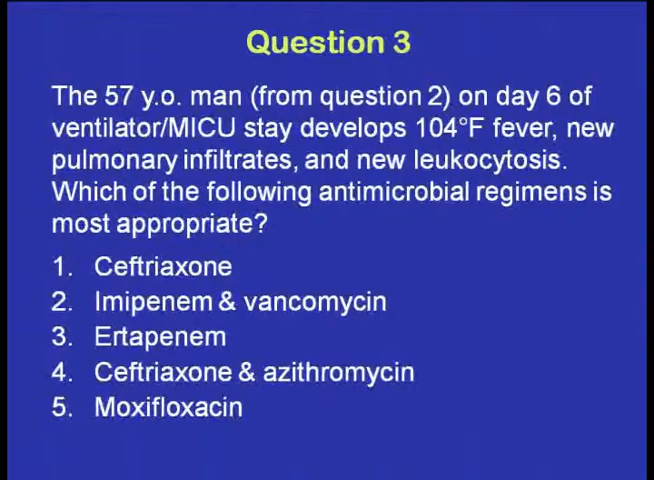 Question 3
The 57 y.o. man (from question 2) on day 6 of
ventilator/MICU stay develops 104°F fever, new
pulmonary infiltrates, and new leukocytosis.
Which of the following antimicrobial regimens is
most appropriate?
1. Ceftriaxone
2. Imipenem & vancomycin
3. Ertapenem
4. Ceftriaxone & azithromycin
5. Moxifloxacin